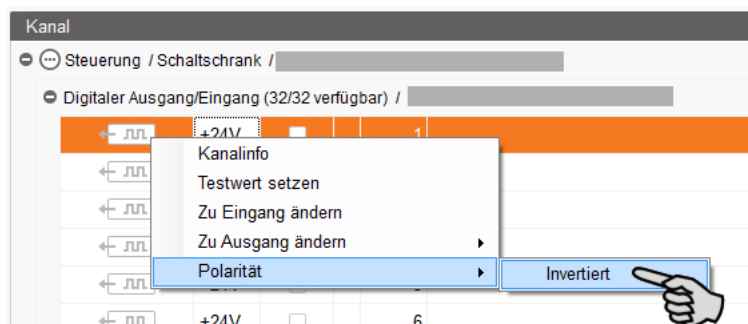 Kanal
Steuerung / Schaltschrank /
Digitaler Ausgang/Eingang (32/32 verfügbar) /
+24V 1
Kanalinfo
Testwert setzen
Zu Eingang ändern
Zu Ausgang ändern
Polarität
Invertiert
+24V 6